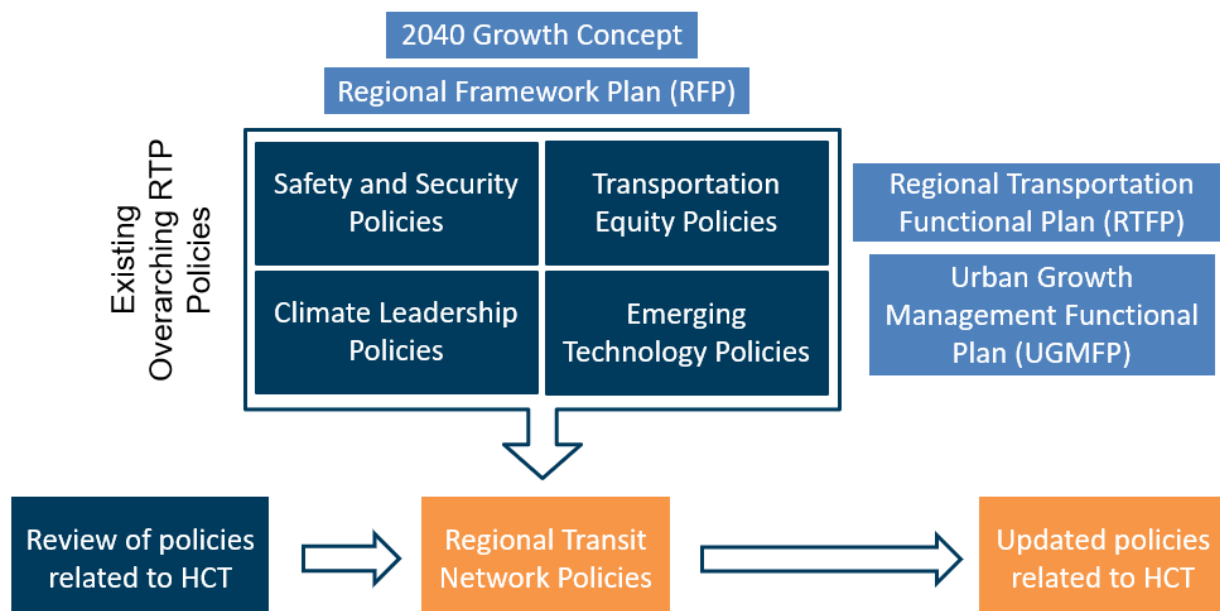 2040 Growth Concept
Regional Framework Plan (RFP)
Existing
Overarching RTP
Policies
Safety and Security
Policies
Transportation
Equity Policies
Climate Leadership
Policies
Emerging
Technology Policies
Regional Transportation
Functional Plan (RTFP)
Urban Growth
Management Functional
Plan (UGMFP)
Review of policies
related to HCT
Regional Transit
Network Policies
Updated policies
related to HCT